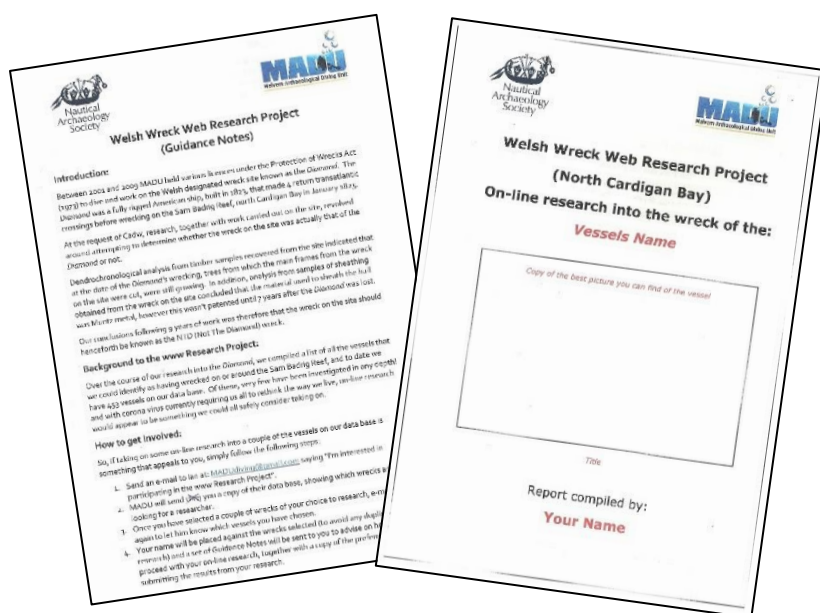 Nautical
Archaeology
Society
MADU
Malvern Archaeological Diving Unit
Welsh Wreck Web Research Project
(Guidance Notes)
Introduction:
Between 2001 and 2009 MADU held various licenses under the Protection of Wrecks Act
(1973) to dive and work on the Welsh designated wreck site known as the Diamond. The
Diamond was a fully rigged American ship, built in 1823, that made 4 return transatlantic
crossings before wrecking on the Sarn Badrig Reef, north Cardigan Bay in January 1825.
At the request of Cadw, research, together with work carried out on the site, revolved
around attempting to determine whether the wreck on the site was actually that of the
Diamond or not.
Dendrochronological analysis from timber samples recovered from the site indicated that
at the date of the Diamond's wrecking, trees from which the main frames from the wreck
on the site were cut, were still growing. In addition, analysis from samples of sheathing
obtained from the wreck on the site concluded that the material used to sheath the hull
was Muntz metal, however this wasn't patented until 7 years after the Diamond was lost.
Our conclusions following 9 years of work was therefore that the wreck on the site should
henceforth be known as the NTD (Not The Diamond) wreck.
Background to the www Research Project:
Over the course of our research into the Diamond, we compiled a list of all the vessels that
we could identify as having wrecked on or around the Sarn Badrig Reef, and to date we
have 453 vessels on our data base. Of these, very few have been investigated in any depth!
and with corona virus currently requiring us all to rethink the way we live, on-line research
would appear to be something we could all safely consider taking on.
How to get involved:
So, if taking on some on-line research into a couple of the vessels on our data base is
something that appeals to you, simply follow the following steps:
1. Send an e-mail to Ian at: MADUdiving@gmail.com saying "I'm interested in
participating in the www Research Project".
2. MADU will send you a copy of their data base, showing which wrecks
looking for a researcher.
3. Once you have selected a couple of wrecks of your choice to research,
again to let him know which vessels you have chosen.
4. Your name will be placed against the wrecks selected (to avoid any
research) and a set of Guidance Notes will be sent to you to advise on
proceed with your on-line research, together with a copy of the
submitting the results from your research.
Nautical
Archaeology
Society
MADU
Malvern Archaeological Diving Unit
Welsh Wreck Web Research Project
(North Cardigan Bay)
On-line research into the wreck of the:
Vessels Name
Copy of the best picture you can find of the vessel
Title
Report compiled by:
Your Name